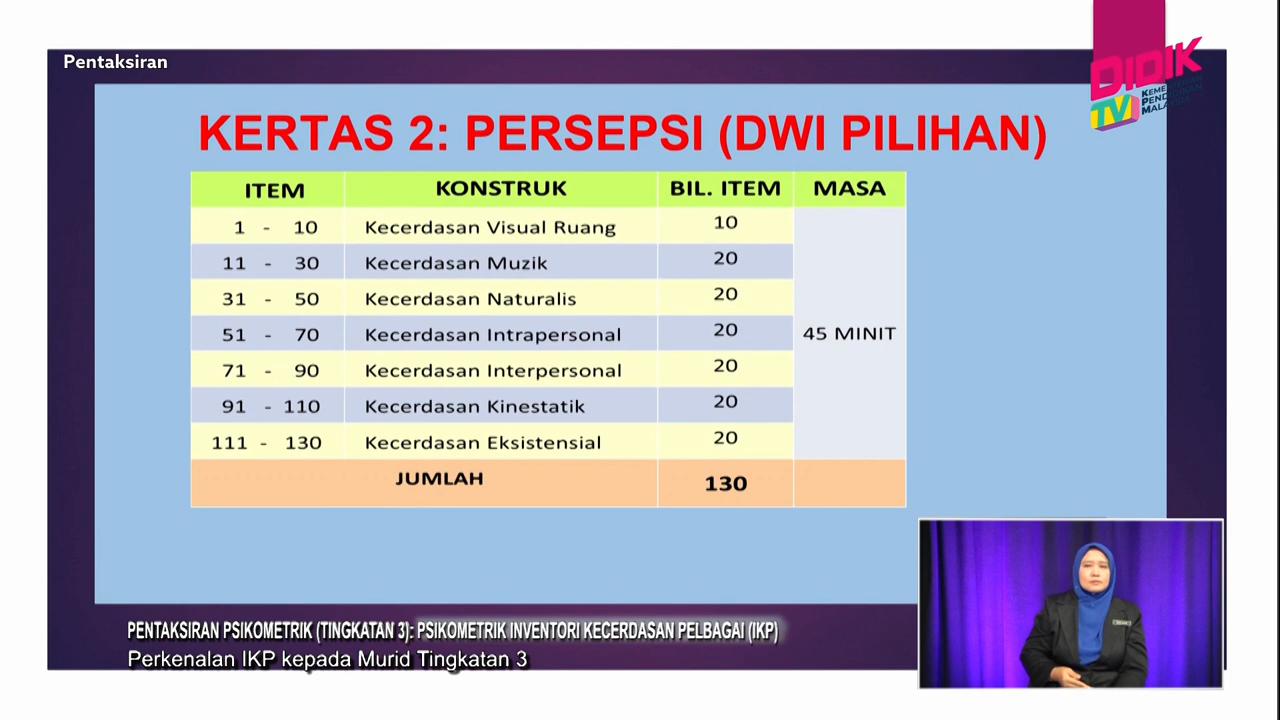 Pentaksiran
DIDIK
TV
KEMENTERIAN
PENDIDIKAN
MALAYSIA
KERTAS 2: PERSEPSI (DWI PILIHAN)
ITEM KONSTRUK BIL. ITEM MASA
1 - 10 Kecerdasan Visual Ruang 10
11 - 30 Kecerdasan Muzik 20
31 - 50 Kecerdasan Naturalis 20
51 - 70 Kecerdasan Intrapersonal 20 45 MINIT
71 - 90 Kecerdasan Interpersonal 20
91 - 110 Kecerdasan Kinestatik 20
111 - 130 Kecerdasan Eksistensial 20
JUMLAH 130
PENTAKSIRAN PSIKOMETRIK (TINGKATAN 3): PSIKOMETRIK INVENTORI KECERDASAN PELBAGAI (IKP)
Perkenalan IKP kepada Murid Tingkatan 3